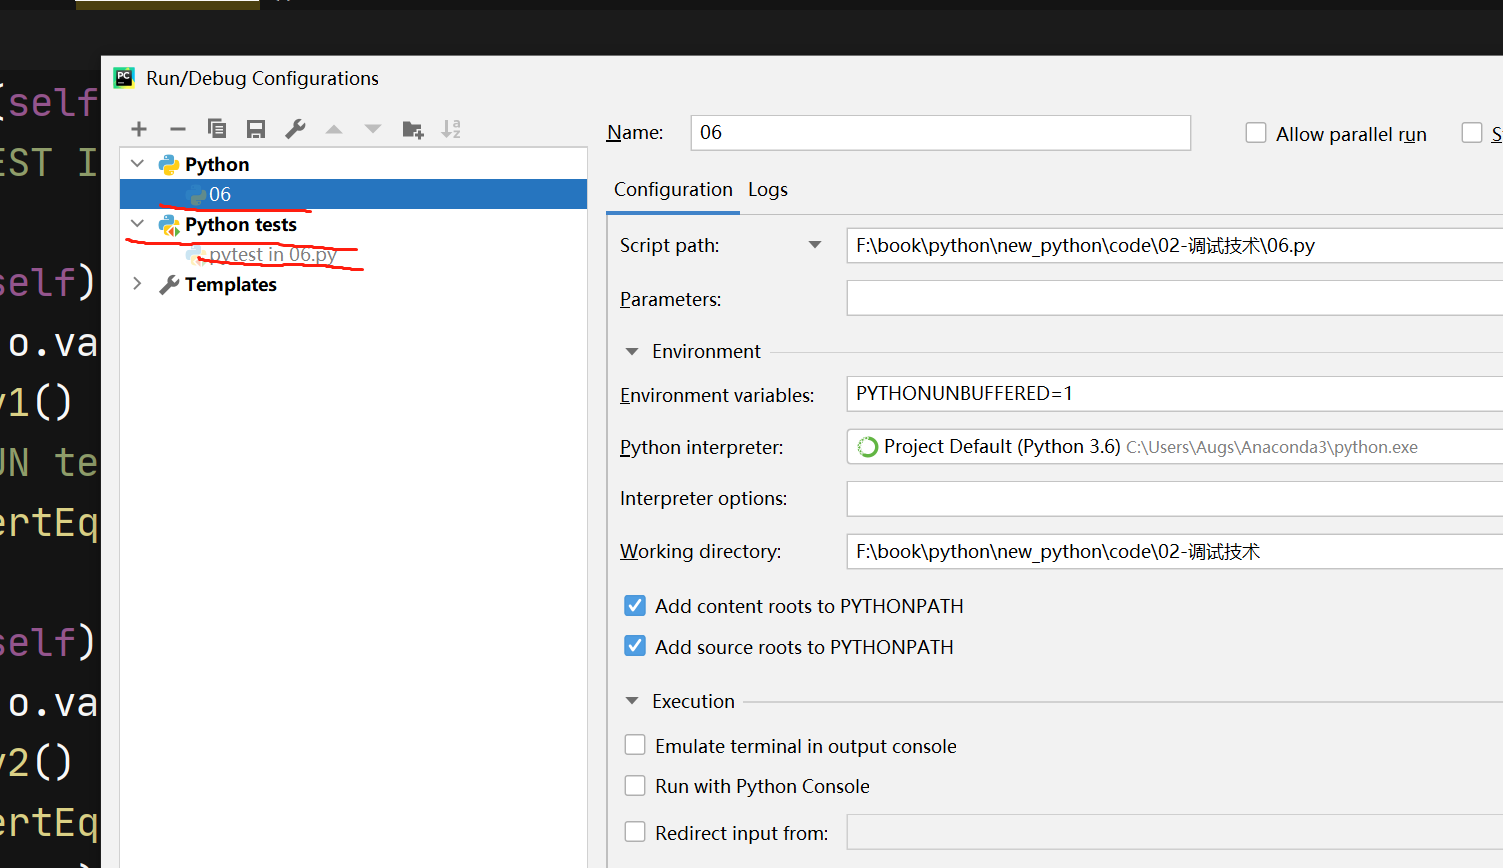 (self
EST I
self)
o.va
y1()
UN te
ertEq
self)
o.va
y2()
ertEq
PC
Run/Debug Configurations
Python
06
Python tests
pytest in 06.py
Templates
Name:
06
Allow parallel run
S
Configuration
Logs
Script path:
F:\book\python\new_python\code\02-调试技术\06.py
Parameters:
Environment
Environment variables:
PYTHONUNBUFFERED=1
Python interpreter:
Project Default (Python 3.6) C:\Users\Augs\Anaconda3\python.exe
Interpreter options:
Working directory:
F:\book\python\new_python\code\02-调试技术
Add content roots to PYTHONPATH
Add source roots to PYTHONPATH
Execution
Emulate terminal in output console
Run with Python Console
Redirect input from: